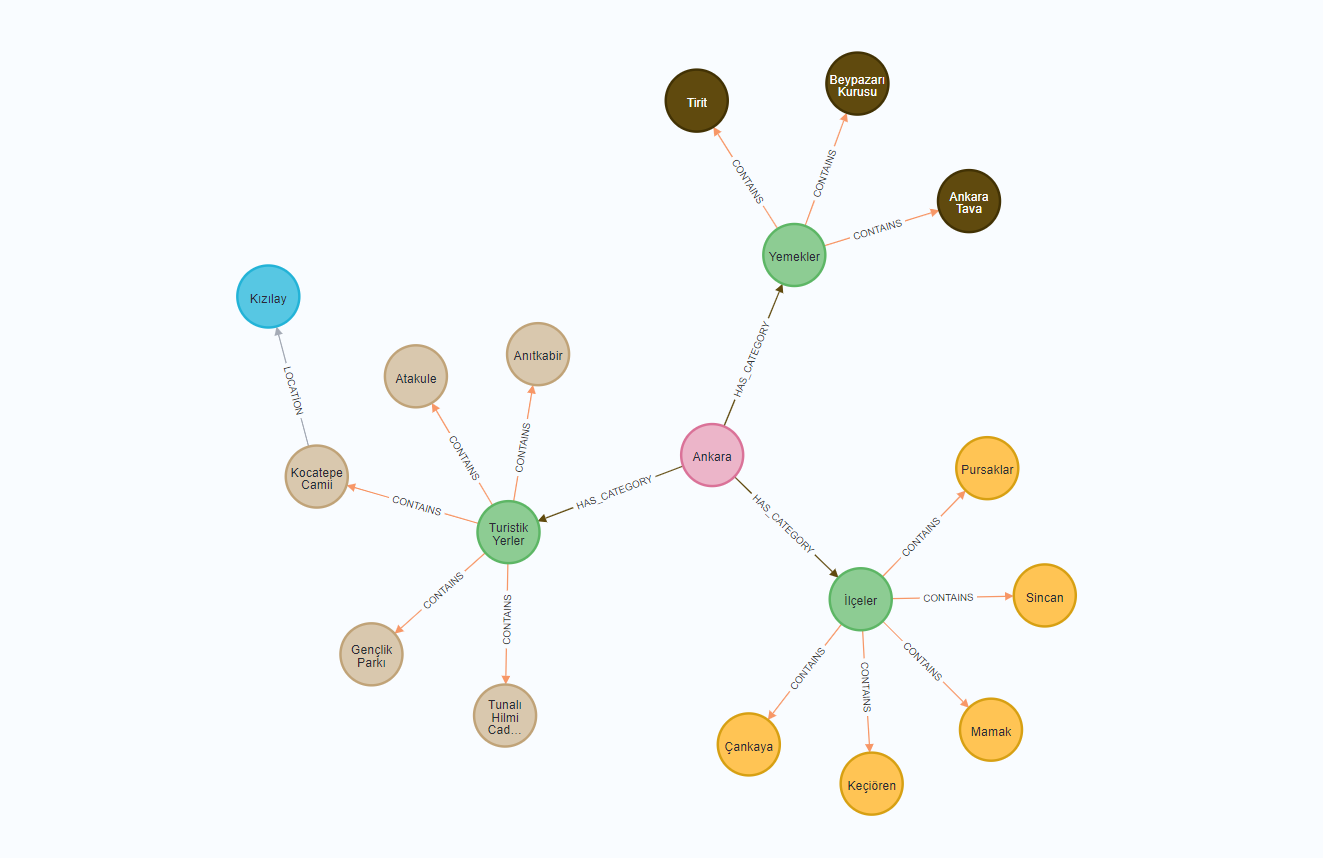 Beypazarı
Kurusu
Tirit
CONTAINS
CONTAINS
Ankara
Tava
CONTAINS
Yemekler
Kızılay
HAS_CATEGORY
Anıtkabir
Atakule
LOCATİON
CONTAINS
CONTAINS
Ankara
Pursaklar
Kocatepe
Camii
CONTAINS
HAS_CATEGORY
HAS_CATEGORY
Turistik
Yerler
CONTAINS
CONTAINS
CONTAINS
CONTAINS
Sincan
İlçeler
Gençlik
Parkı
CONTAINS
CONTAINS
CONTAINS
Tunalı
Hilmi
Cad...
Mamak
Çankaya
Keçiören